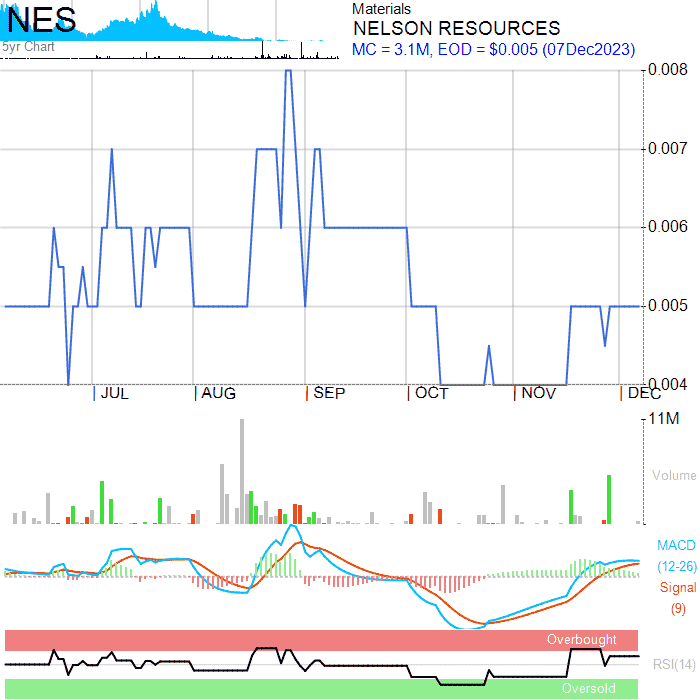 NES
5yr Chart
Materials
NELSON RESOURCES
MC = 3.1M, EOD = $0.005 (07Dec2023)
0.008
0.007
0.006
0.005
0.004
JUL
AUG
SEP
OCT
NOV
DEC
11M
Volume
MACD
(12-26)
Signal
(9)
Overbought
RSI(14)
Oversold